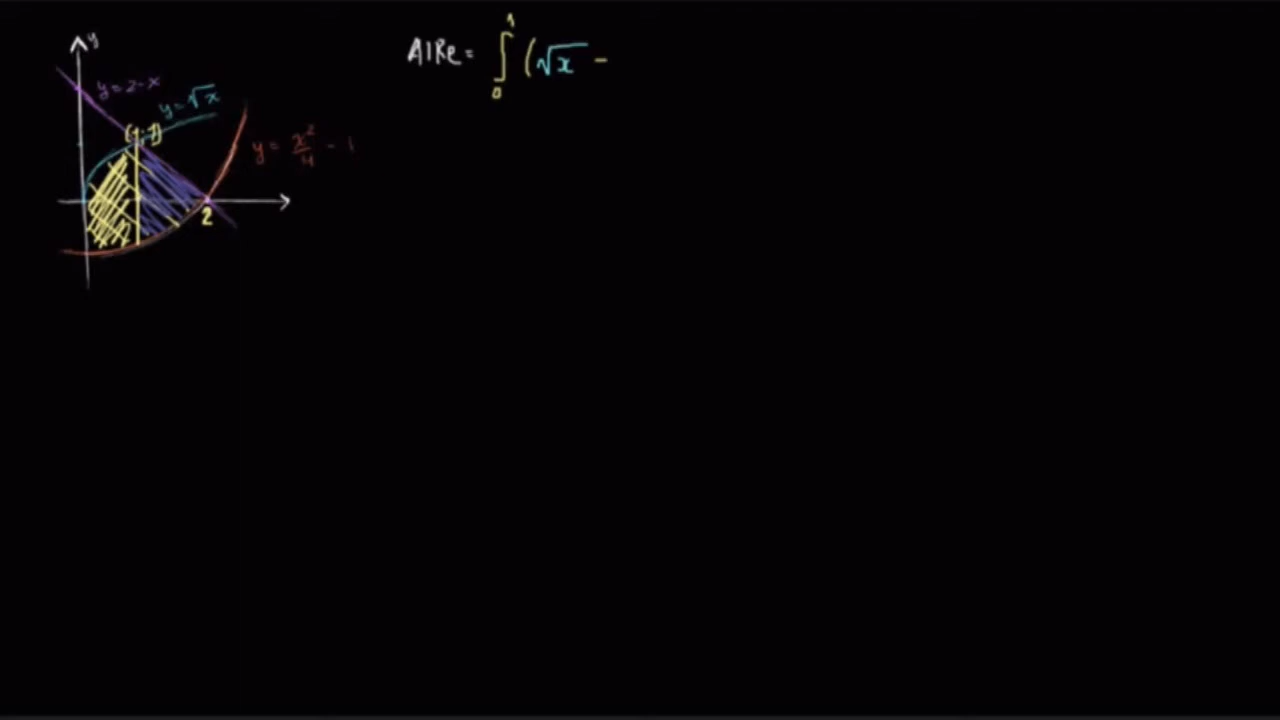 y
y = 2 - x
y = √x
(1;1)
y = x²/4 - 1
2
AIRe = ∫₀¹ (√x -